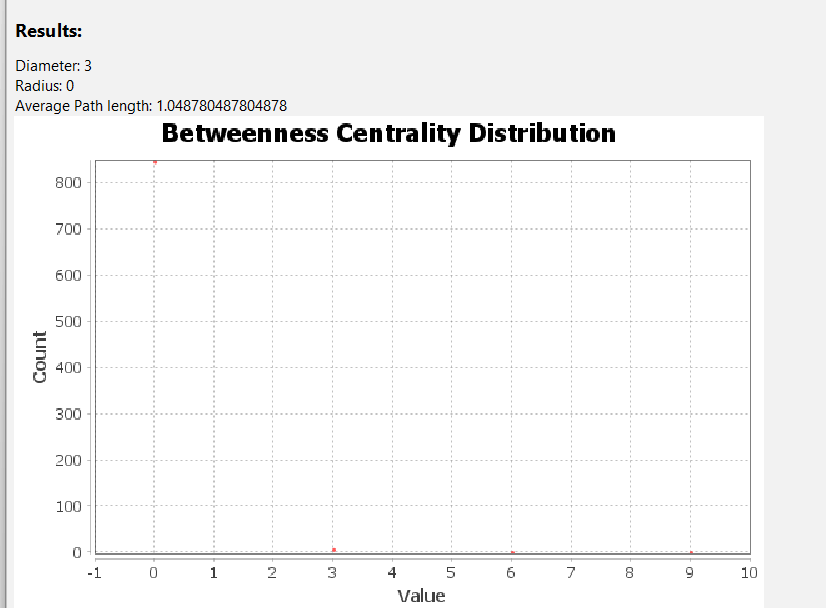 Results:
Diameter: 3
Radius: 0
Average Path length: 1.048780487804878
Betweenness Centrality Distribution
800
700
600
500
400
300
200
100
0
Count
-1 0 1 2 3 4 5 6 7 8 9 10
Value